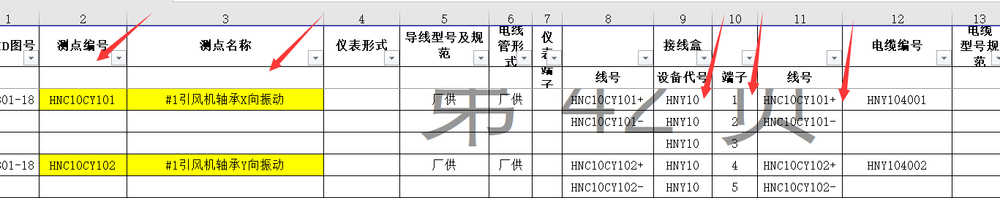 1 2 3 4 5 6 7 8 9 10 11 12 13
ID图号 测点编号 测点名称 仪表形式 导线型号及规范 电线管形式 仪表端子 接线盒 电缆编号 电缆型号规范
线号 设备代号 端子 线号
301-18 HNC10CY101 #1引风机轴承X向振动 厂供 厂供 HNC10CY101+ HNY10 1 HNC10CY101+ HNY104001
HNC10CY101- HNY10 2 HNC10CY101-
HNY10 3
301-18 HNC10CY102 #1引风机轴承Y向振动 厂供 厂供 HNC10CY102+ HNY10 4 HNC10CY102+ HNY104002
HNC10CY102- HNY10 5 HNC10CY102-
第 42 页